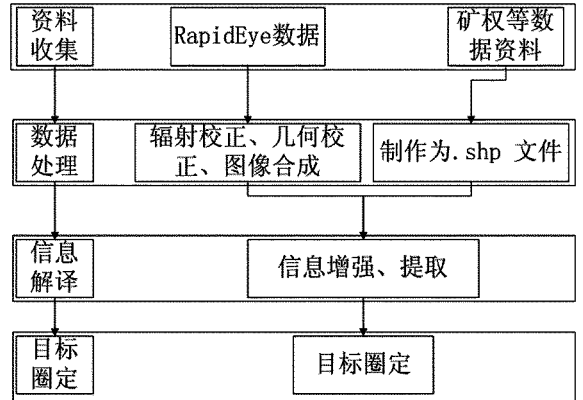 资料
收集
RapidEye数据
矿权等数
据资料
数据
处理
辐射校正、几何校
正、图像合成
制作为.shp 文件
信息
解译
信息增强、提取
目标
圈定
目标圈定